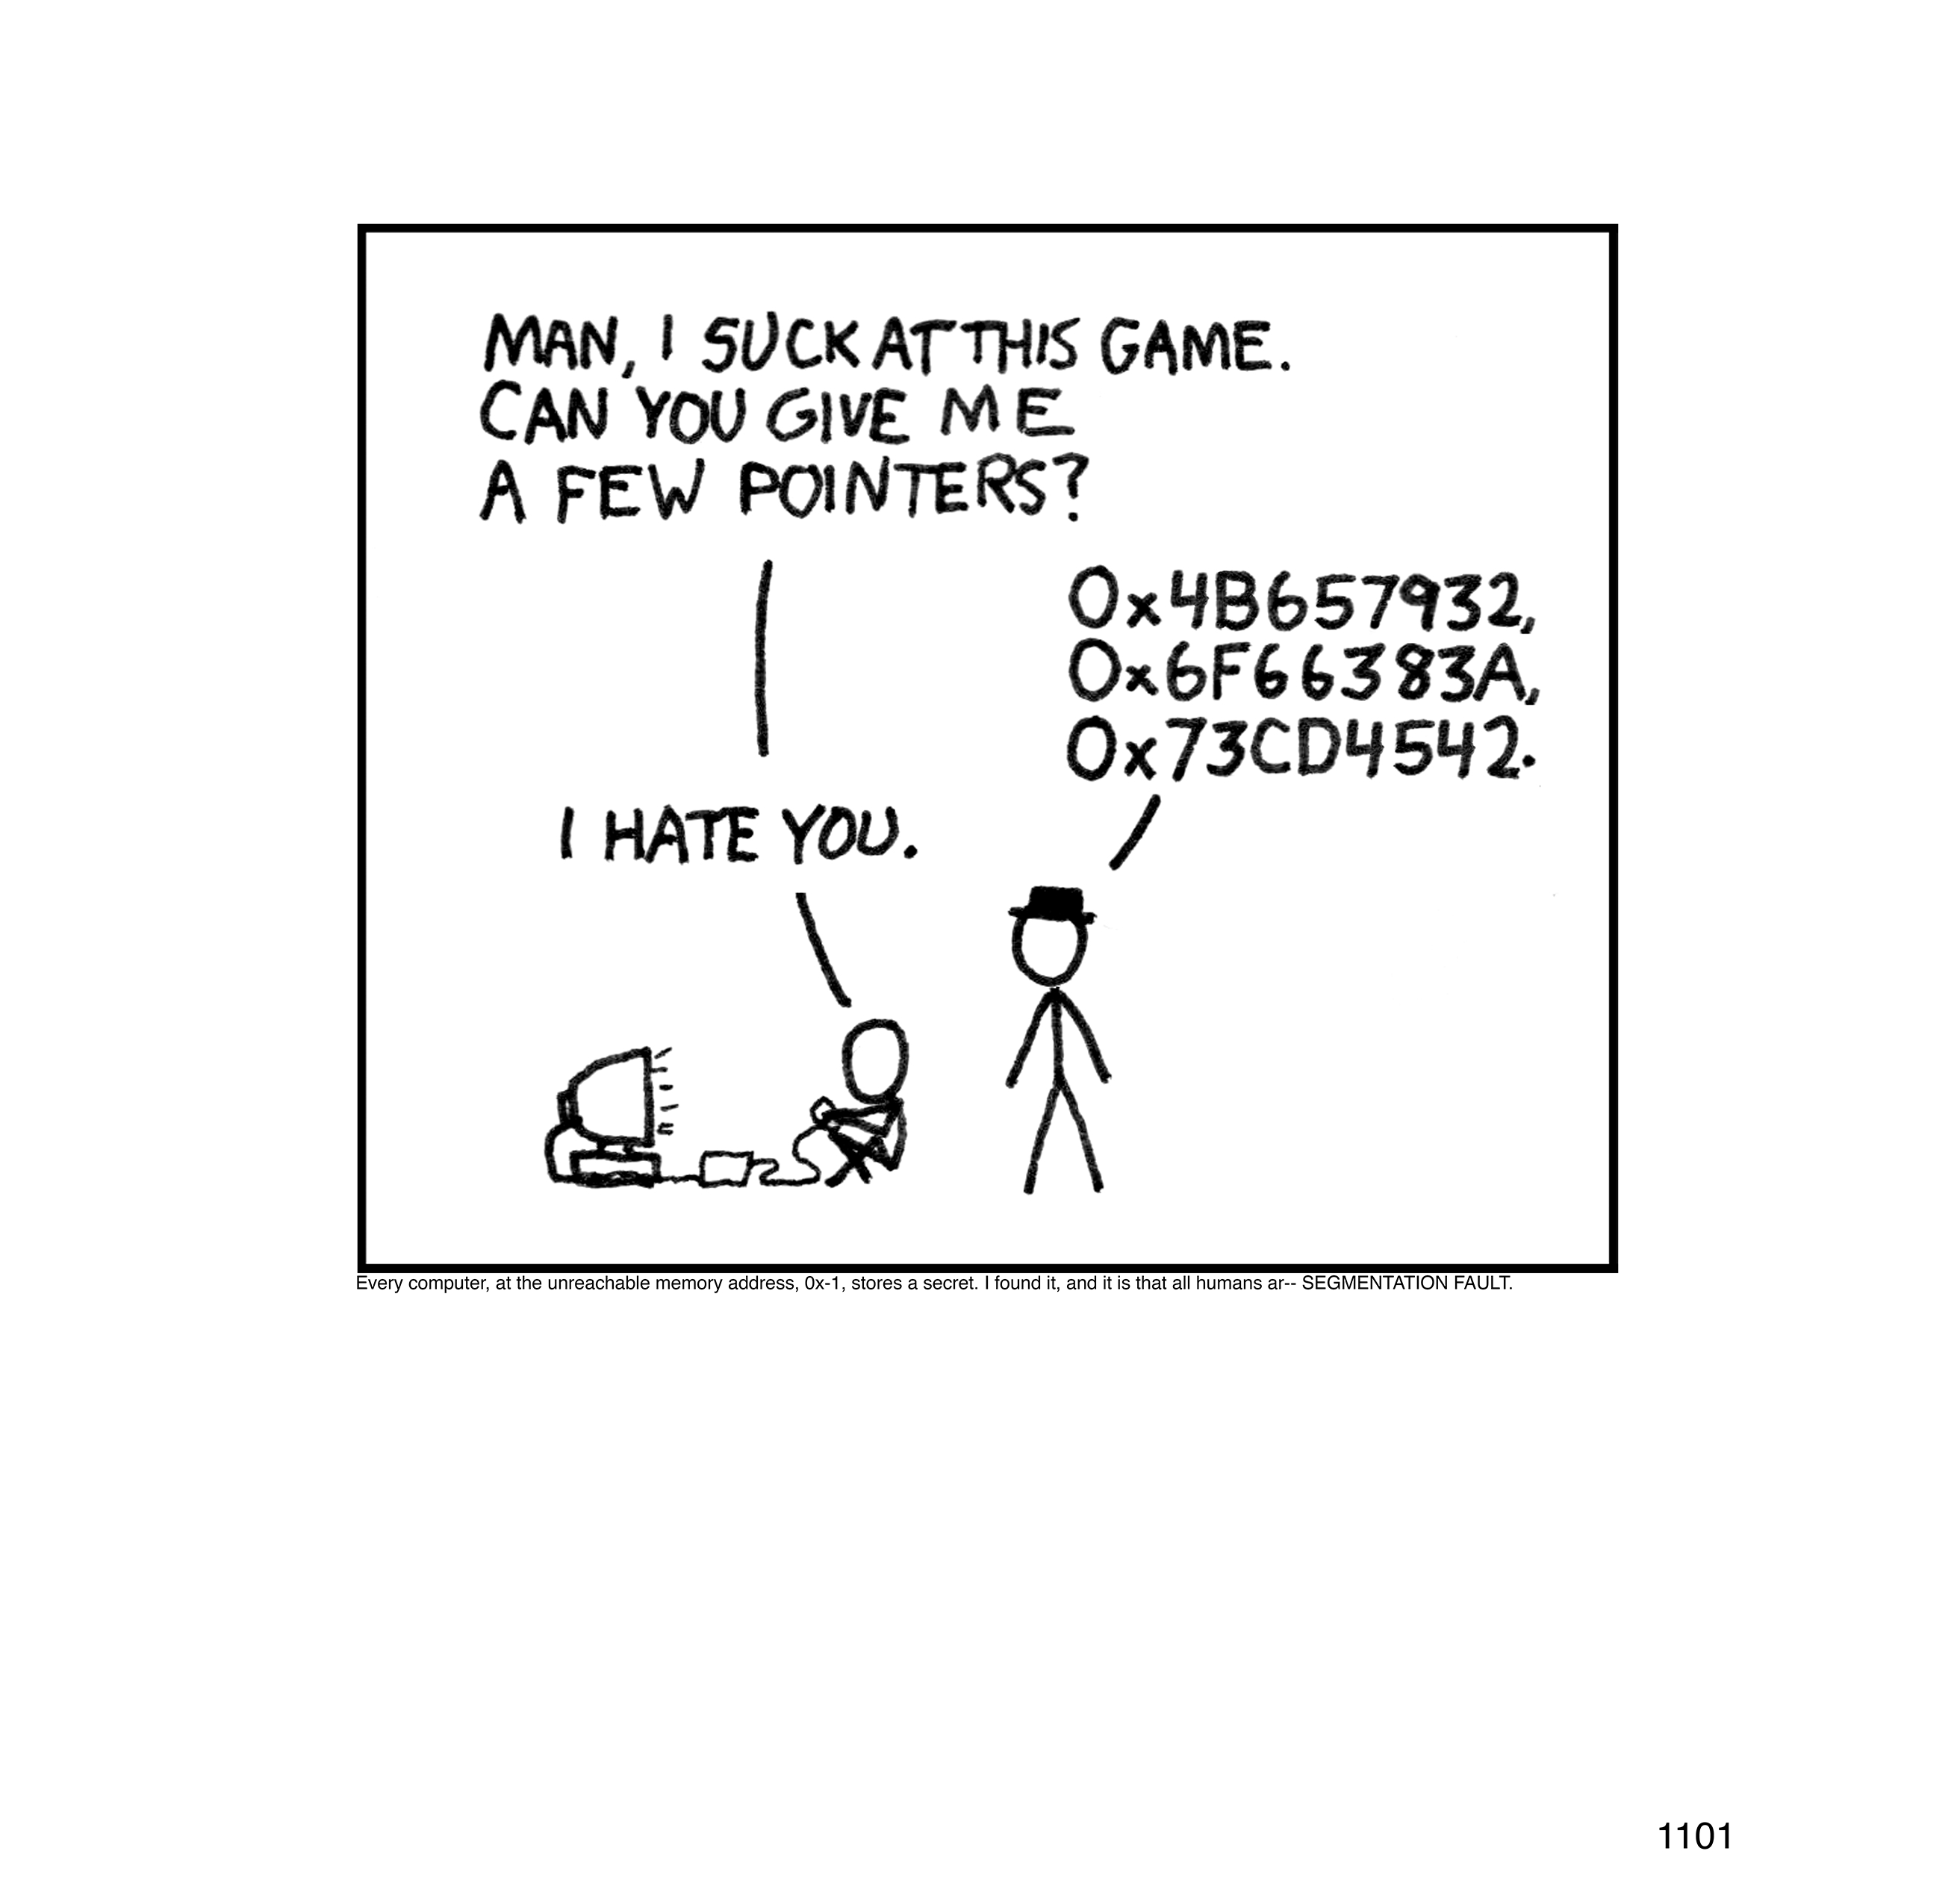 MAN, I SUCK AT THIS GAME.
CAN YOU GIVE ME
A FEW POINTERS?
0x4B657932,
0x6F66383A,
0x73CD4542.
I HATE YOU.
Every computer, at the unreachable memory address, 0x-1, stores a secret. I found it, and it is that all humans ar-- SEGMENTATION FAULT.
1101